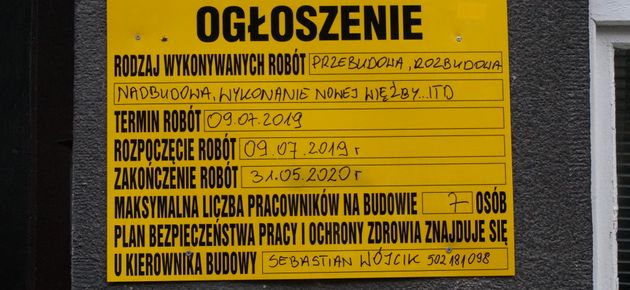 OGŁOSZENIE
RODZAJ WYKONYWANYCH ROBÓT PRZEBUDOWA, ROZBUDOWA
NADBUDOWA, WYKONANIE NOWEJ WIĘŹBY...ITD
TERMIN ROBÓT 09.07.2019
ROZPOCZĘCIE ROBÓT 09.07.2019 r
ZAKOŃCZENIE ROBÓT 31.05.2020 r
MAKSYMALNA LICZBA PRACOWNIKÓW NA BUDOWIE 7 OSÓB
PLAN BEZPIECZEŃSTWA PRACY I OCHRONY ZDROWIA ZNAJDUJE SIĘ
U KIEROWNIKA BUDOWY SEBASTIAN WÓJCIK 502 181 098